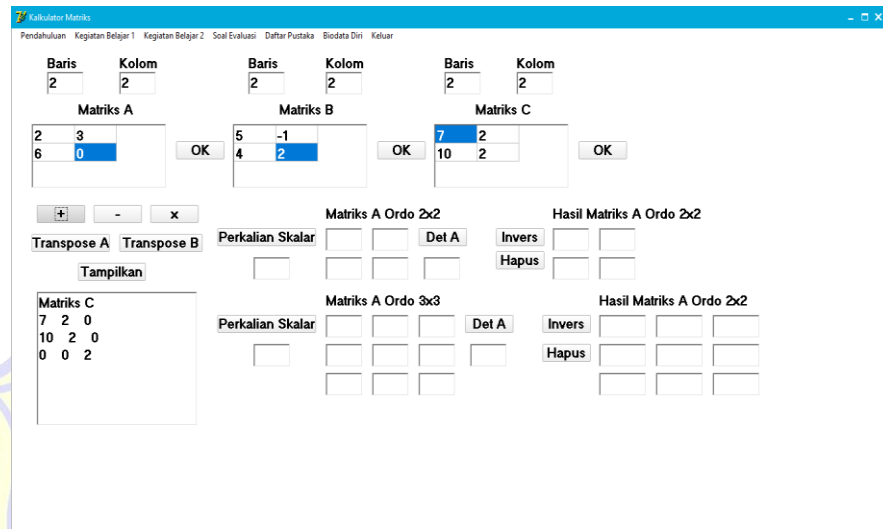 Kalkulator Matriks
Pendahuluan Kegiatan Belajar 1 Kegiatan Belajar 2 Soal Evaluasi Daftar Pustaka Biodata Diri Keluar
Baris Kolom Baris Kolom Baris Kolom
2 2 2 2 2 2
Matriks A Matriks B Matriks C
2 3 5 -1 7 2
6 0 OK 4 2 OK 10 2 OK
+ - x Matriks A Ordo 2x2 Hasil Matriks A Ordo 2x2
Transpose A Transpose B Perkalian Skalar Det A Invers
Tampilkan Hapus
Matriks C Matriks A Ordo 3x3 Hasil Matriks A Ordo 2x2
7 2 0 Perkalian Skalar Det A Invers
10 2 0 Hapus
0 0 2